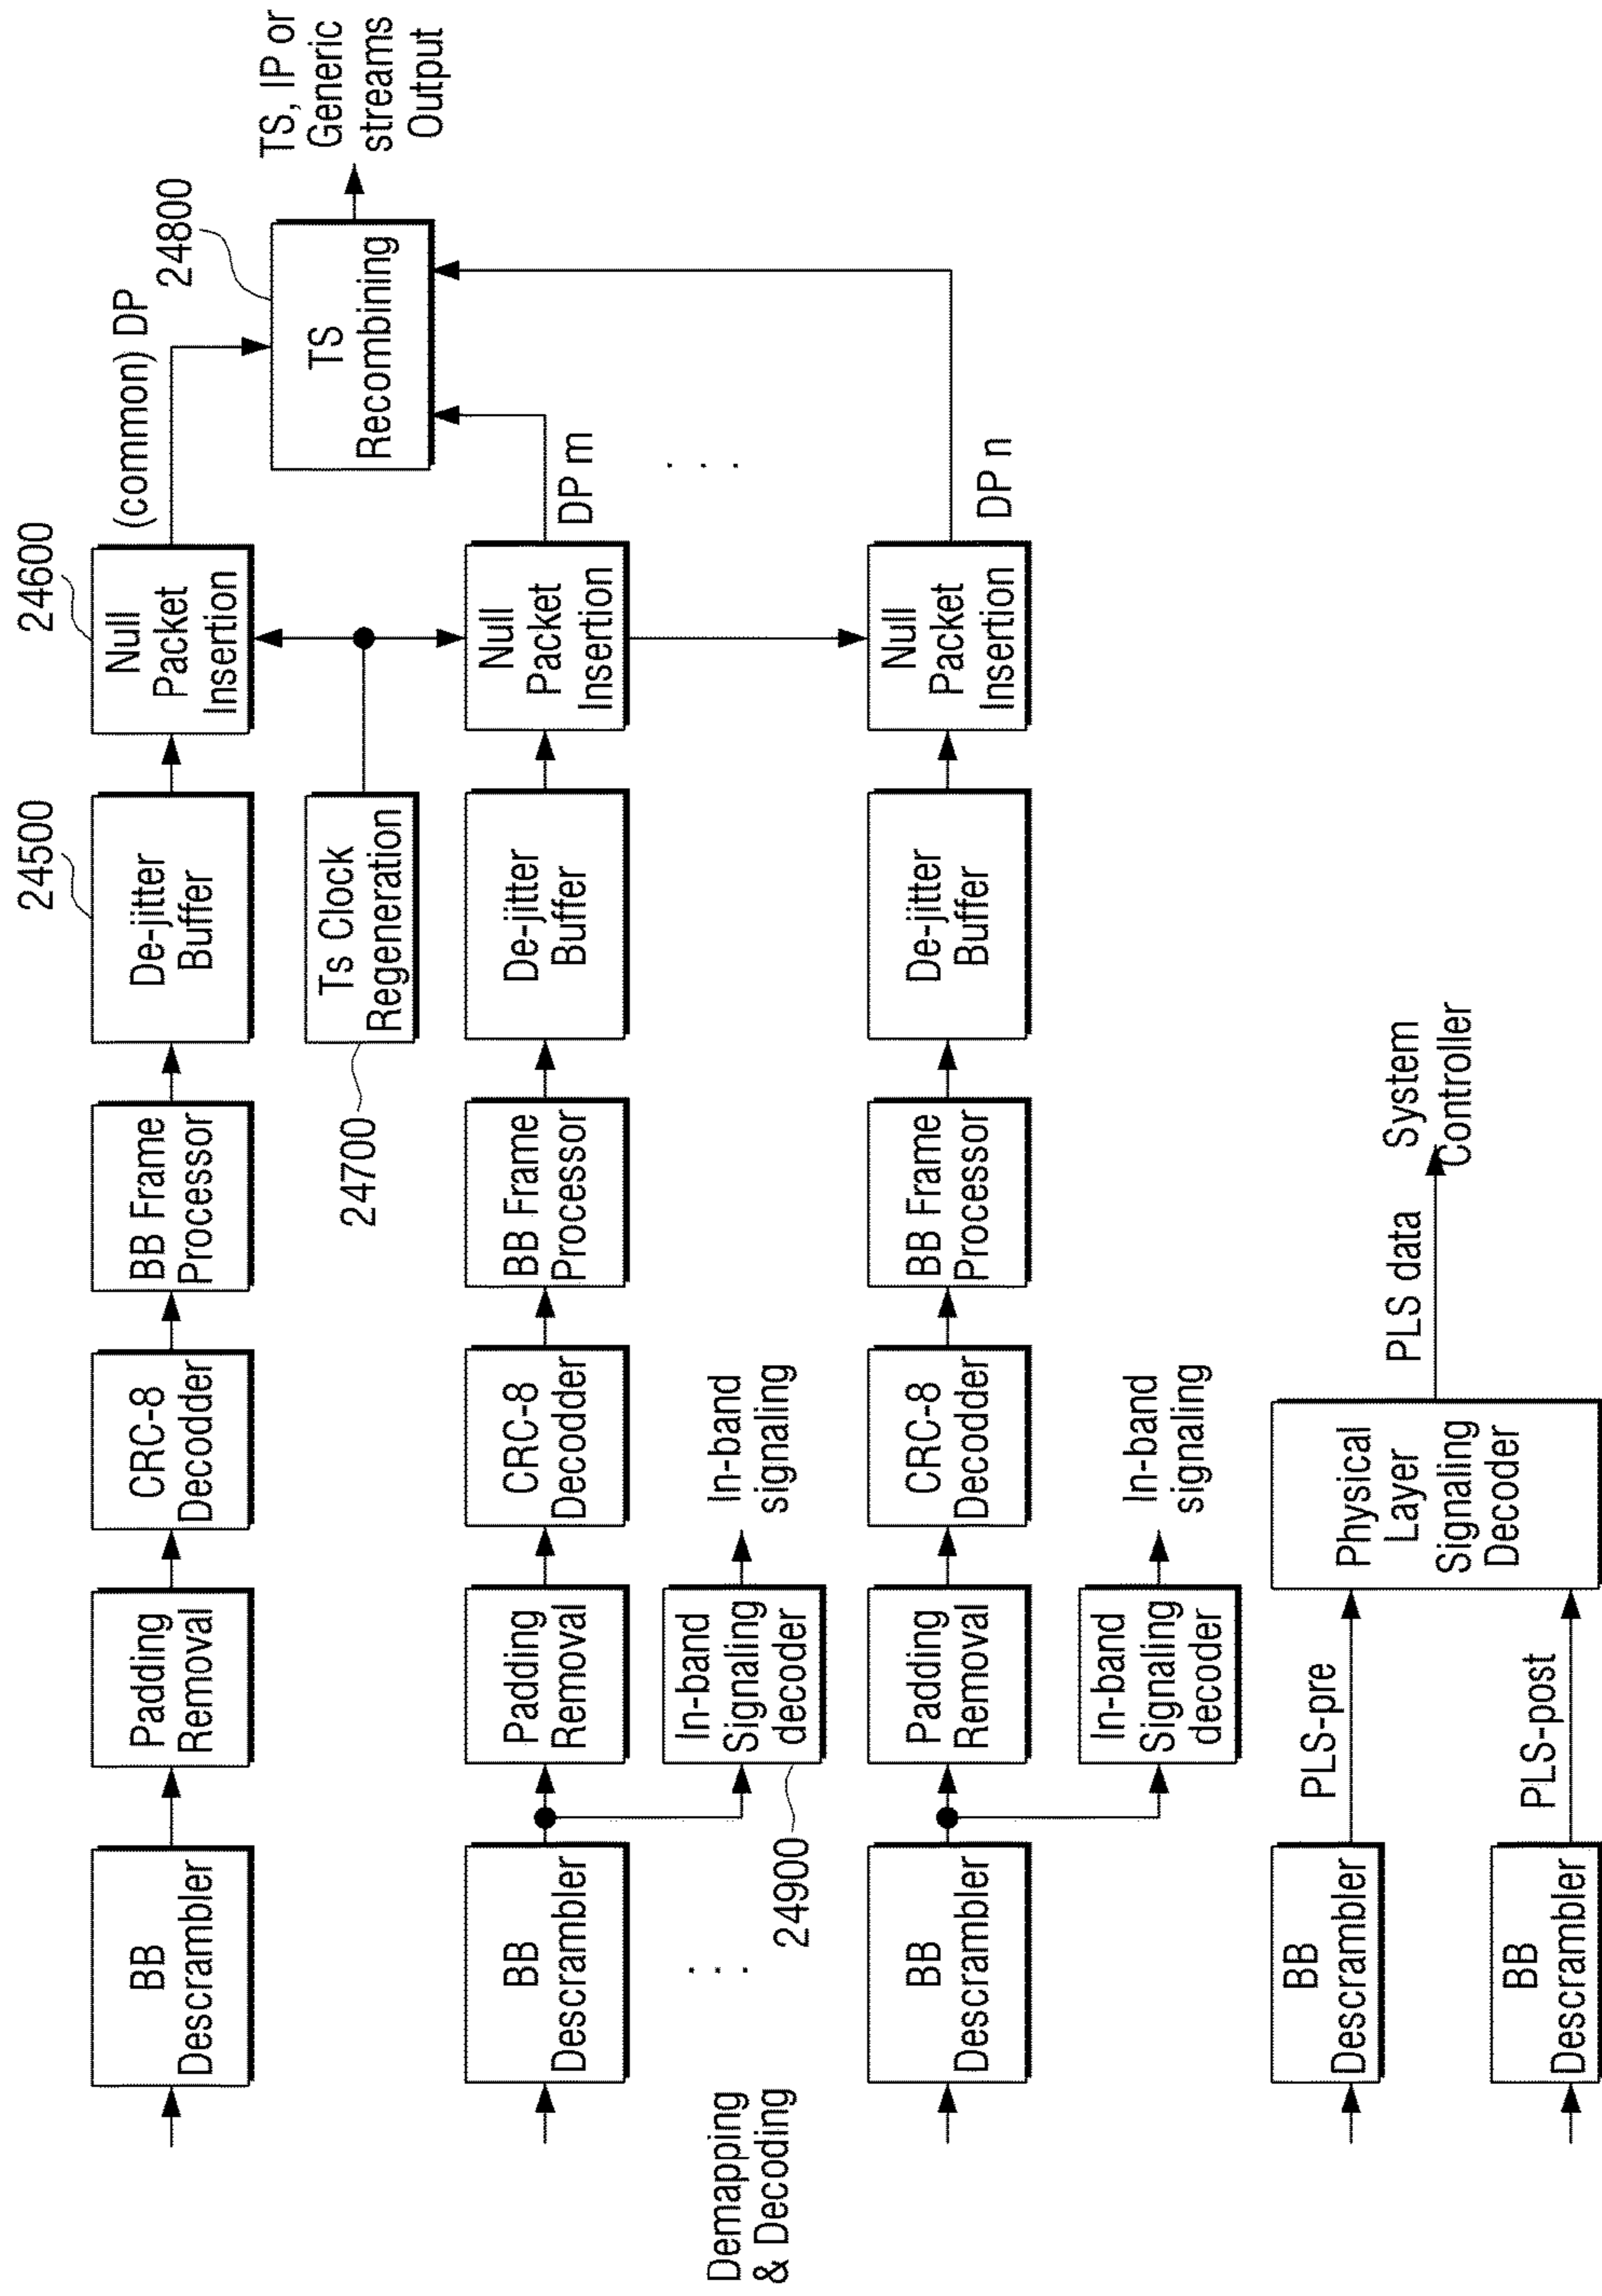 24500
24600
24800
BB
Descrambler
Padding
Removal
CRC-8
Decodder
BB Frame
Processor
De-jitter
Buffer
Null
Packet
Insertion
(common) DP
TS
Recombining
TS, IP or
Generic
streams
Output
24700
Ts Clock
Regeneration
BB
Descrambler
Padding
Removal
CRC-8
Decodder
BB Frame
Processor
De-jitter
Buffer
Null
Packet
Insertion
DP m
. . .
Demapping
& Decoding
. . .
24900
In-band
Signaling
decoder
In-band
signaling
BB
Descrambler
Padding
Removal
CRC-8
Decodder
BB Frame
Processor
De-jitter
Buffer
Null
Packet
Insertion
DP n
In-band
Signaling
decoder
In-band
signaling
BB
Descrambler
PLS-pre
Physical
Layer
Signaling
Decoder
PLS data
System
Controller
BB
Descrambler
PLS-post